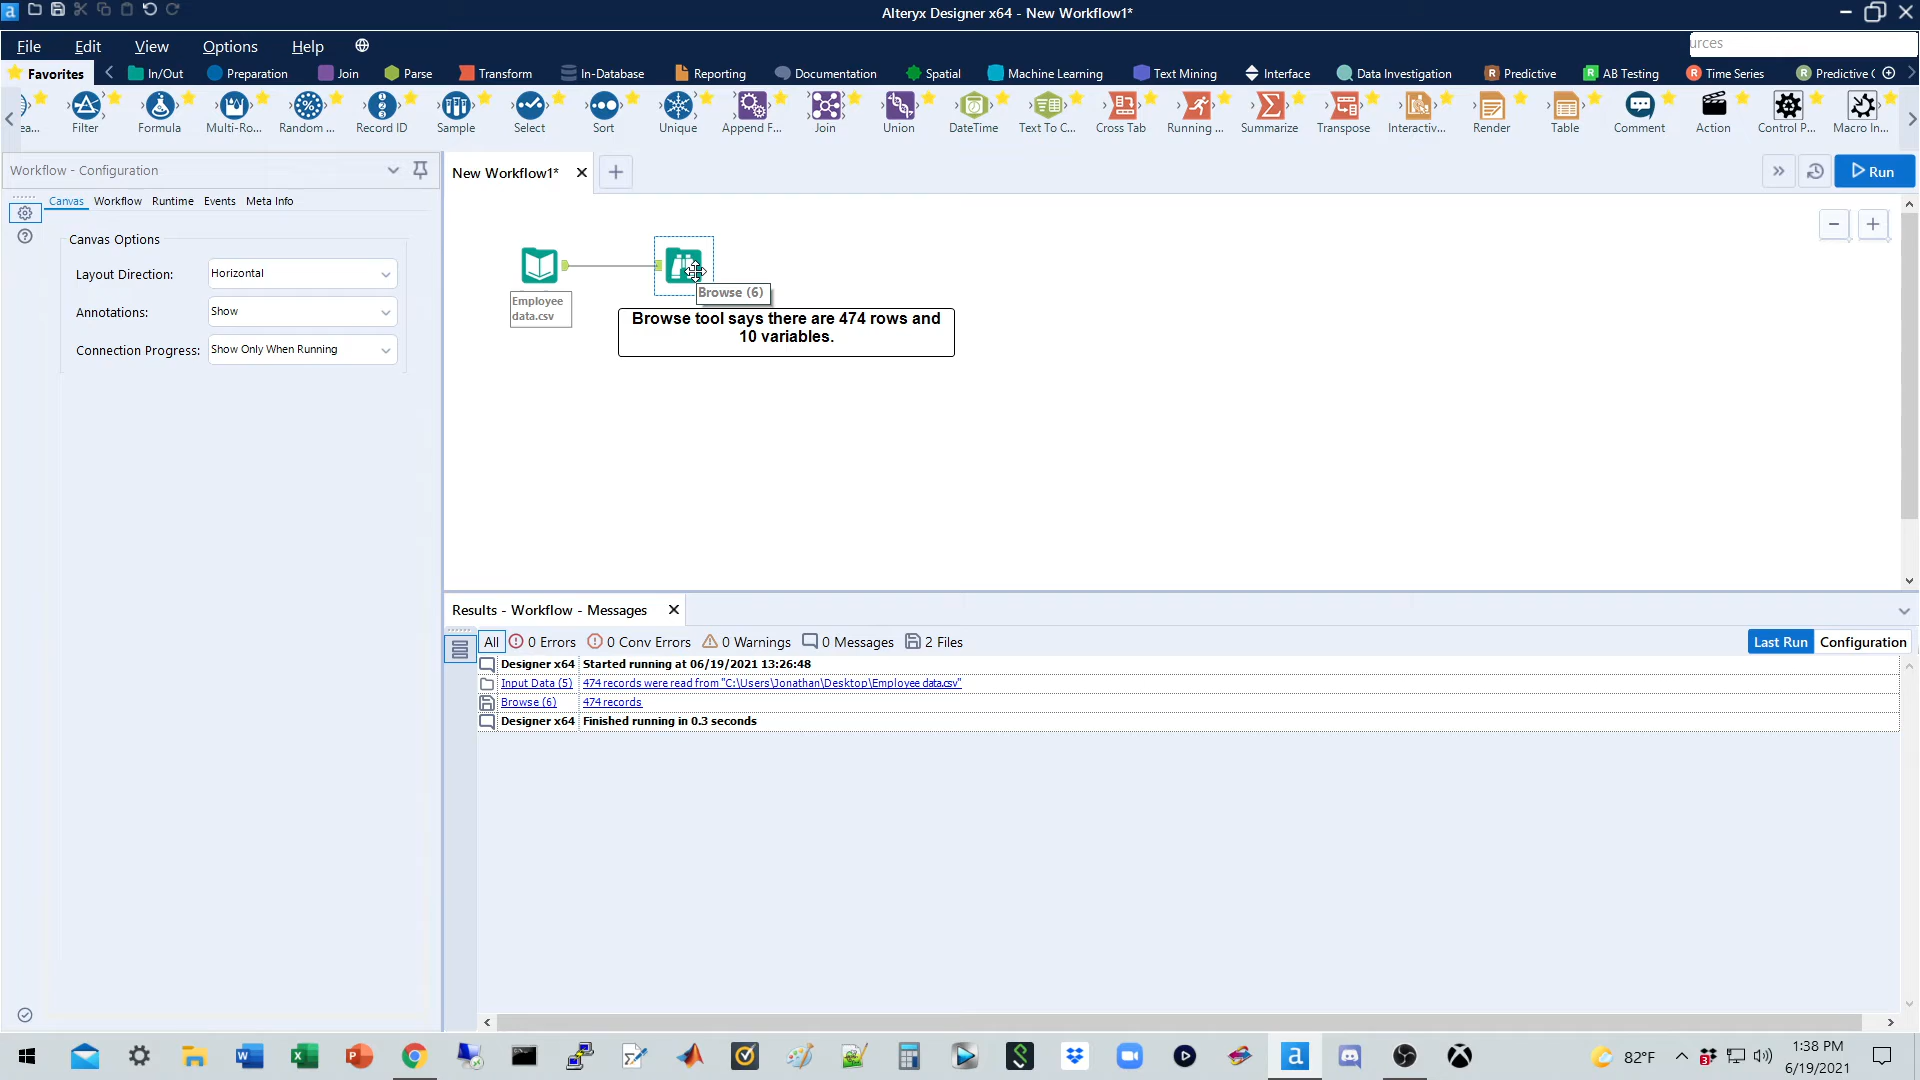 Alteryx Designer x64 - New Workflow1*
File Edit View Options Help
urces
Favorites In/Out Preparation Join Parse Transform In-Database Reporting Documentation Spatial Machine Learning Text Mining Interface Data Investigation Predictive AB Testing Time Series Predictive (
ea... Filter Formula Multi-Ro... Random ... Record ID Sample Select Sort Unique Append F... Join Union DateTime Text To C... Cross Tab Running ... Summarize Transpose Interactiv... Render Table Comment Action Control P... Macro In...
Workflow - Configuration
New Workflow1*
Run
Canvas Workflow Runtime Events Meta Info
Canvas Options
Layout Direction: Horizontal
Annotations: Show
Connection Progress: Show Only When Running
Employee
data.csv
Browse (6)
Browse tool says there are 474 rows and
10 variables.
Results - Workflow - Messages
All 0 Errors 0 Conv Errors 0 Warnings 0 Messages 2 Files
Last Run Configuration
Designer x64 Started running at 06/19/2021 13:26:48
Input Data (5) 474 records were read from "C:\Users\Jonathan\Desktop\Employee data.csv"
Browse (6) 474 records
Designer x64 Finished running in 0.3 seconds
82°F
1:38 PM
6/19/2021